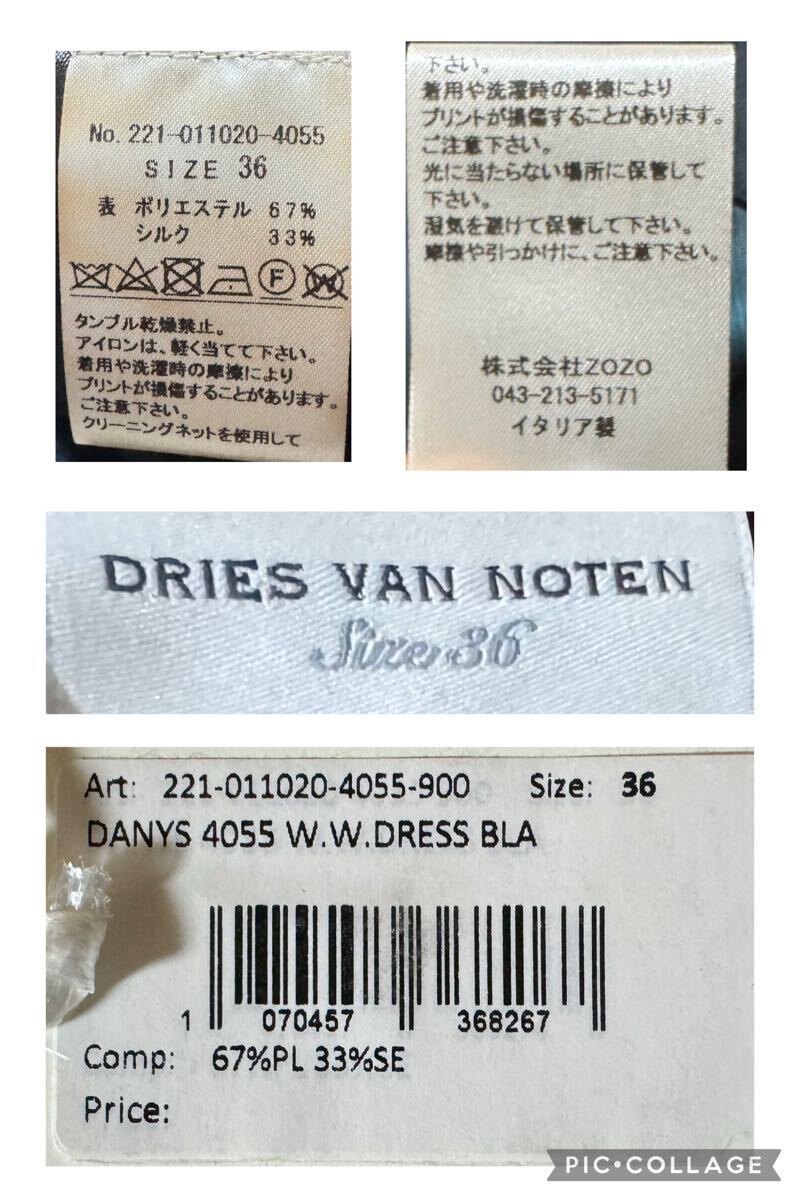 No. 221-011020-4055
SIZE 36
表 ポリエステル 67%
シルク 33%
F
W
タンブル乾燥禁止。
アイロンは、軽く当てて下さい。
着用や洗濯時の摩擦により
プリントが損傷することがあります。
ご注意下さい。
クリーニングネットを使用して
下さい。
着用や洗濯時の摩擦により
プリントが損傷することがあります。
ご注意下さい。
光に当たらない場所に保管して
下さい。
湿気を避けて保管して下さい。
摩擦や引っかけに、ご注意下さい。
株式会社ZOZO
043-213-5171
イタリア製
DRIES VAN NOTEN
Size 36
Art: 221-011020-4055-900 Size: 36
DANYS 4055 W.W.DRESS BLA
1 070457 368267
Comp: 67%PL 33%SE
Price:
PIC•COLLAGE